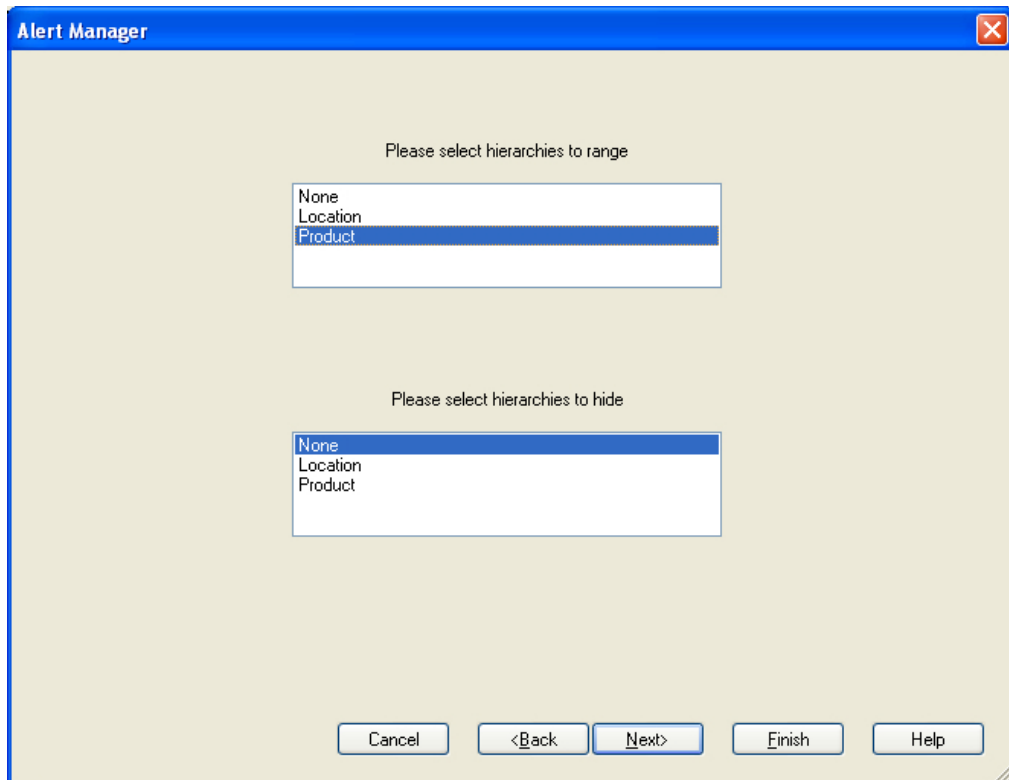 Alert Manager
Please select hierarchies to range
None
Location
Product
Please select hierarchies to hide
None
Location
Product
Cancel
<Back
Next>
Finish
Help